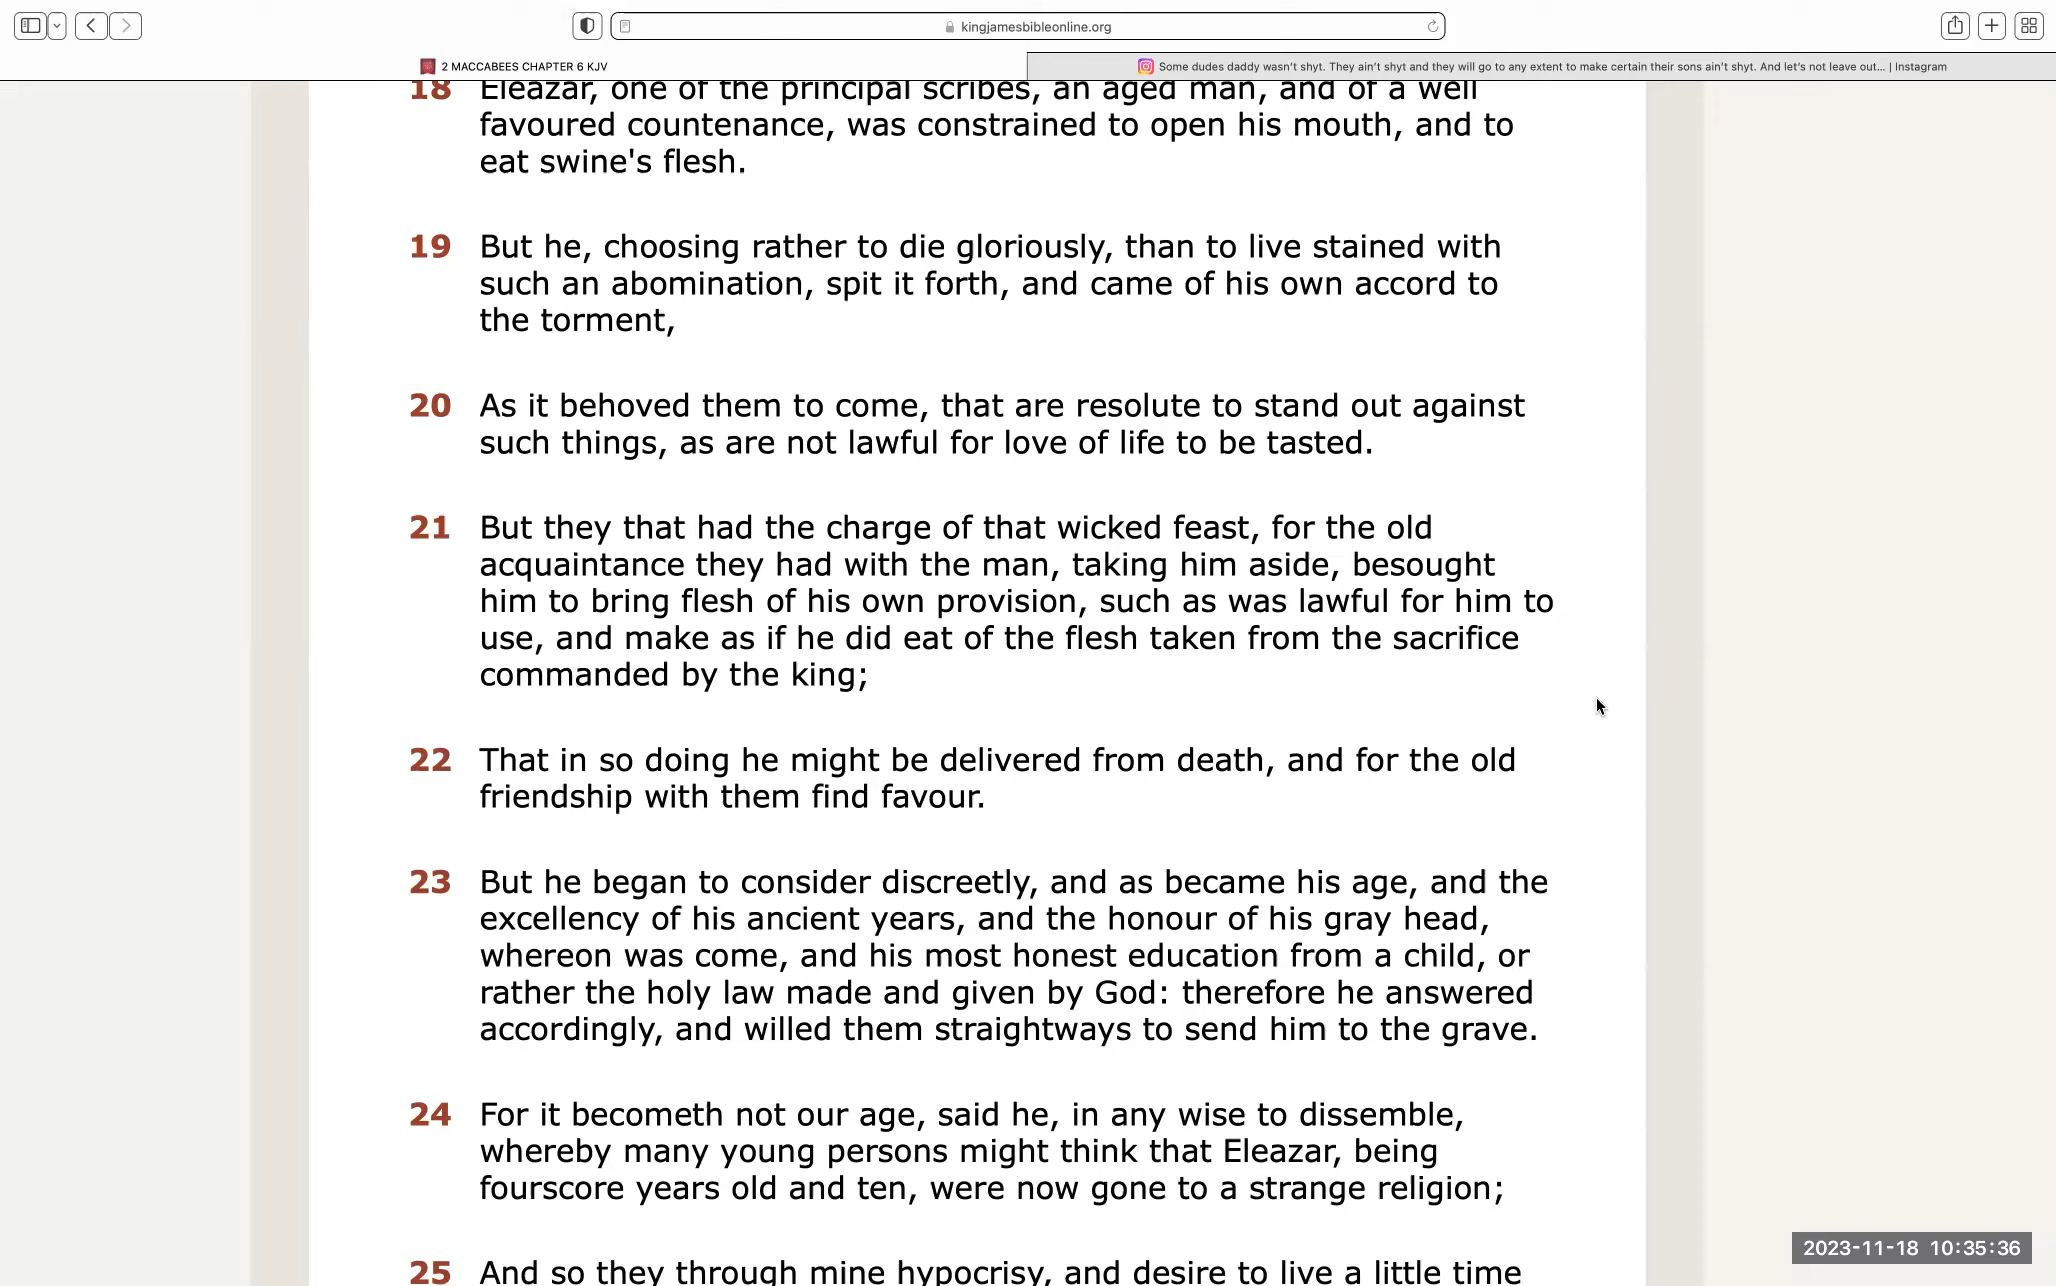 kingjamesbibleonline.org
2 MACCABEES CHAPTER 6 KJV
Some dudes daddy wasn't shyt. They ain't shyt and they will go to any extent to make certain their sons ain't shyt. And let's not leave out... | Instagram
18 Eleazar, one of the principal scribes, an aged man, and of a well
favoured countenance, was constrained to open his mouth, and to
eat swine's flesh.
19 But he, choosing rather to die gloriously, than to live stained with
such an abomination, spit it forth, and came of his own accord to
the torment,
20 As it behoved them to come, that are resolute to stand out against
such things, as are not lawful for love of life to be tasted.
21 But they that had the charge of that wicked feast, for the old
acquaintance they had with the man, taking him aside, besought
him to bring flesh of his own provision, such as was lawful for him to
use, and make as if he did eat of the flesh taken from the sacrifice
commanded by the king;
22 That in so doing he might be delivered from death, and for the old
friendship with them find favour.
23 But he began to consider discreetly, and as became his age, and the
excellency of his ancient years, and the honour of his gray head,
whereon was come, and his most honest education from a child, or
rather the holy law made and given by God: therefore he answered
accordingly, and willed them straightways to send him to the grave.
24 For it becometh not our age, said he, in any wise to dissemble,
whereby many young persons might think that Eleazar, being
fourscore years old and ten, were now gone to a strange religion;
25 And so they through mine hypocrisy, and desire to live a little time
2023-11-18 10:35:36